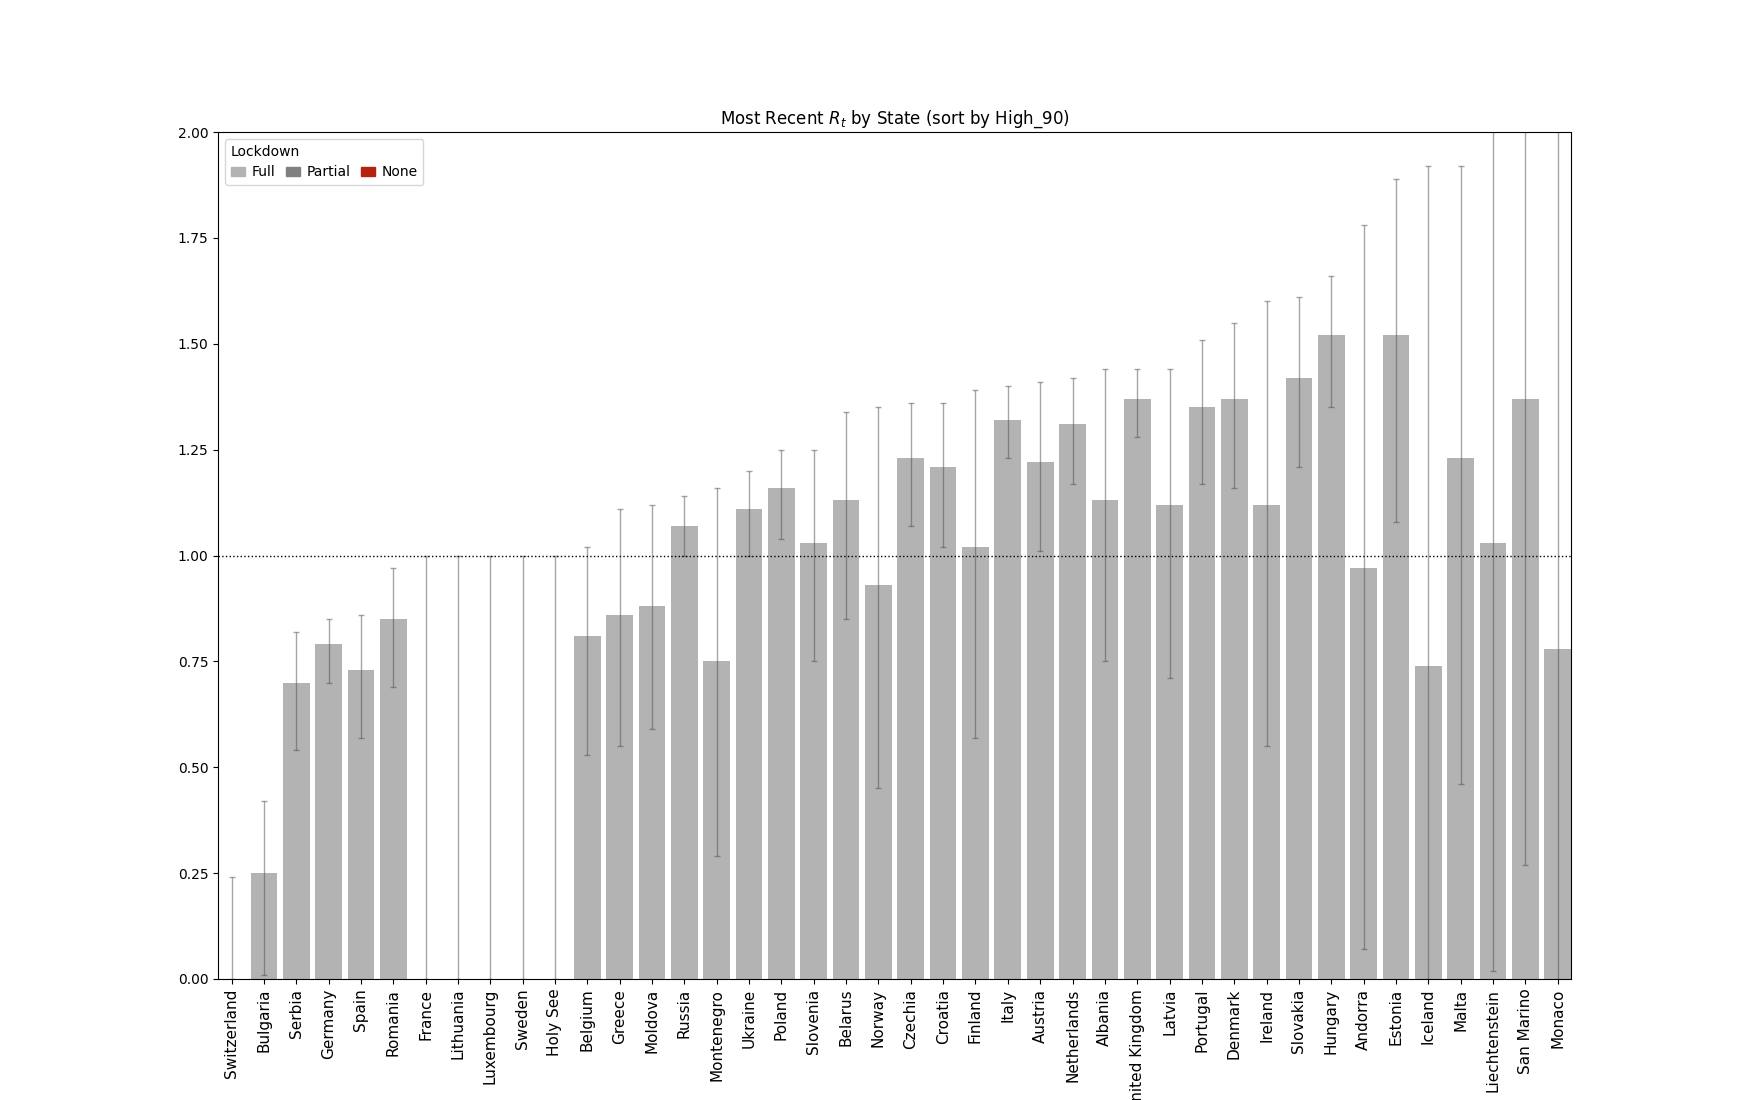 Most Recent Rt by State (sort by High_90)
Lockdown
Full Partial None
2.00
1.75
1.50
1.25
1.00
0.75
0.50
0.25
0.00
Switzerland
Bulgaria
Serbia
Germany
Spain
Romania
France
Lithuania
Luxembourg
Sweden
Holy See
Belgium
Greece
Moldova
Russia
Montenegro
Ukraine
Poland
Slovenia
Belarus
Norway
Czechia
Croatia
Finland
Italy
Austria
Netherlands
Albania
nited Kingdom
Latvia
Portugal
Denmark
Ireland
Slovakia
Hungary
Andorra
Estonia
Iceland
Malta
Liechtenstein
San Marino
Monaco